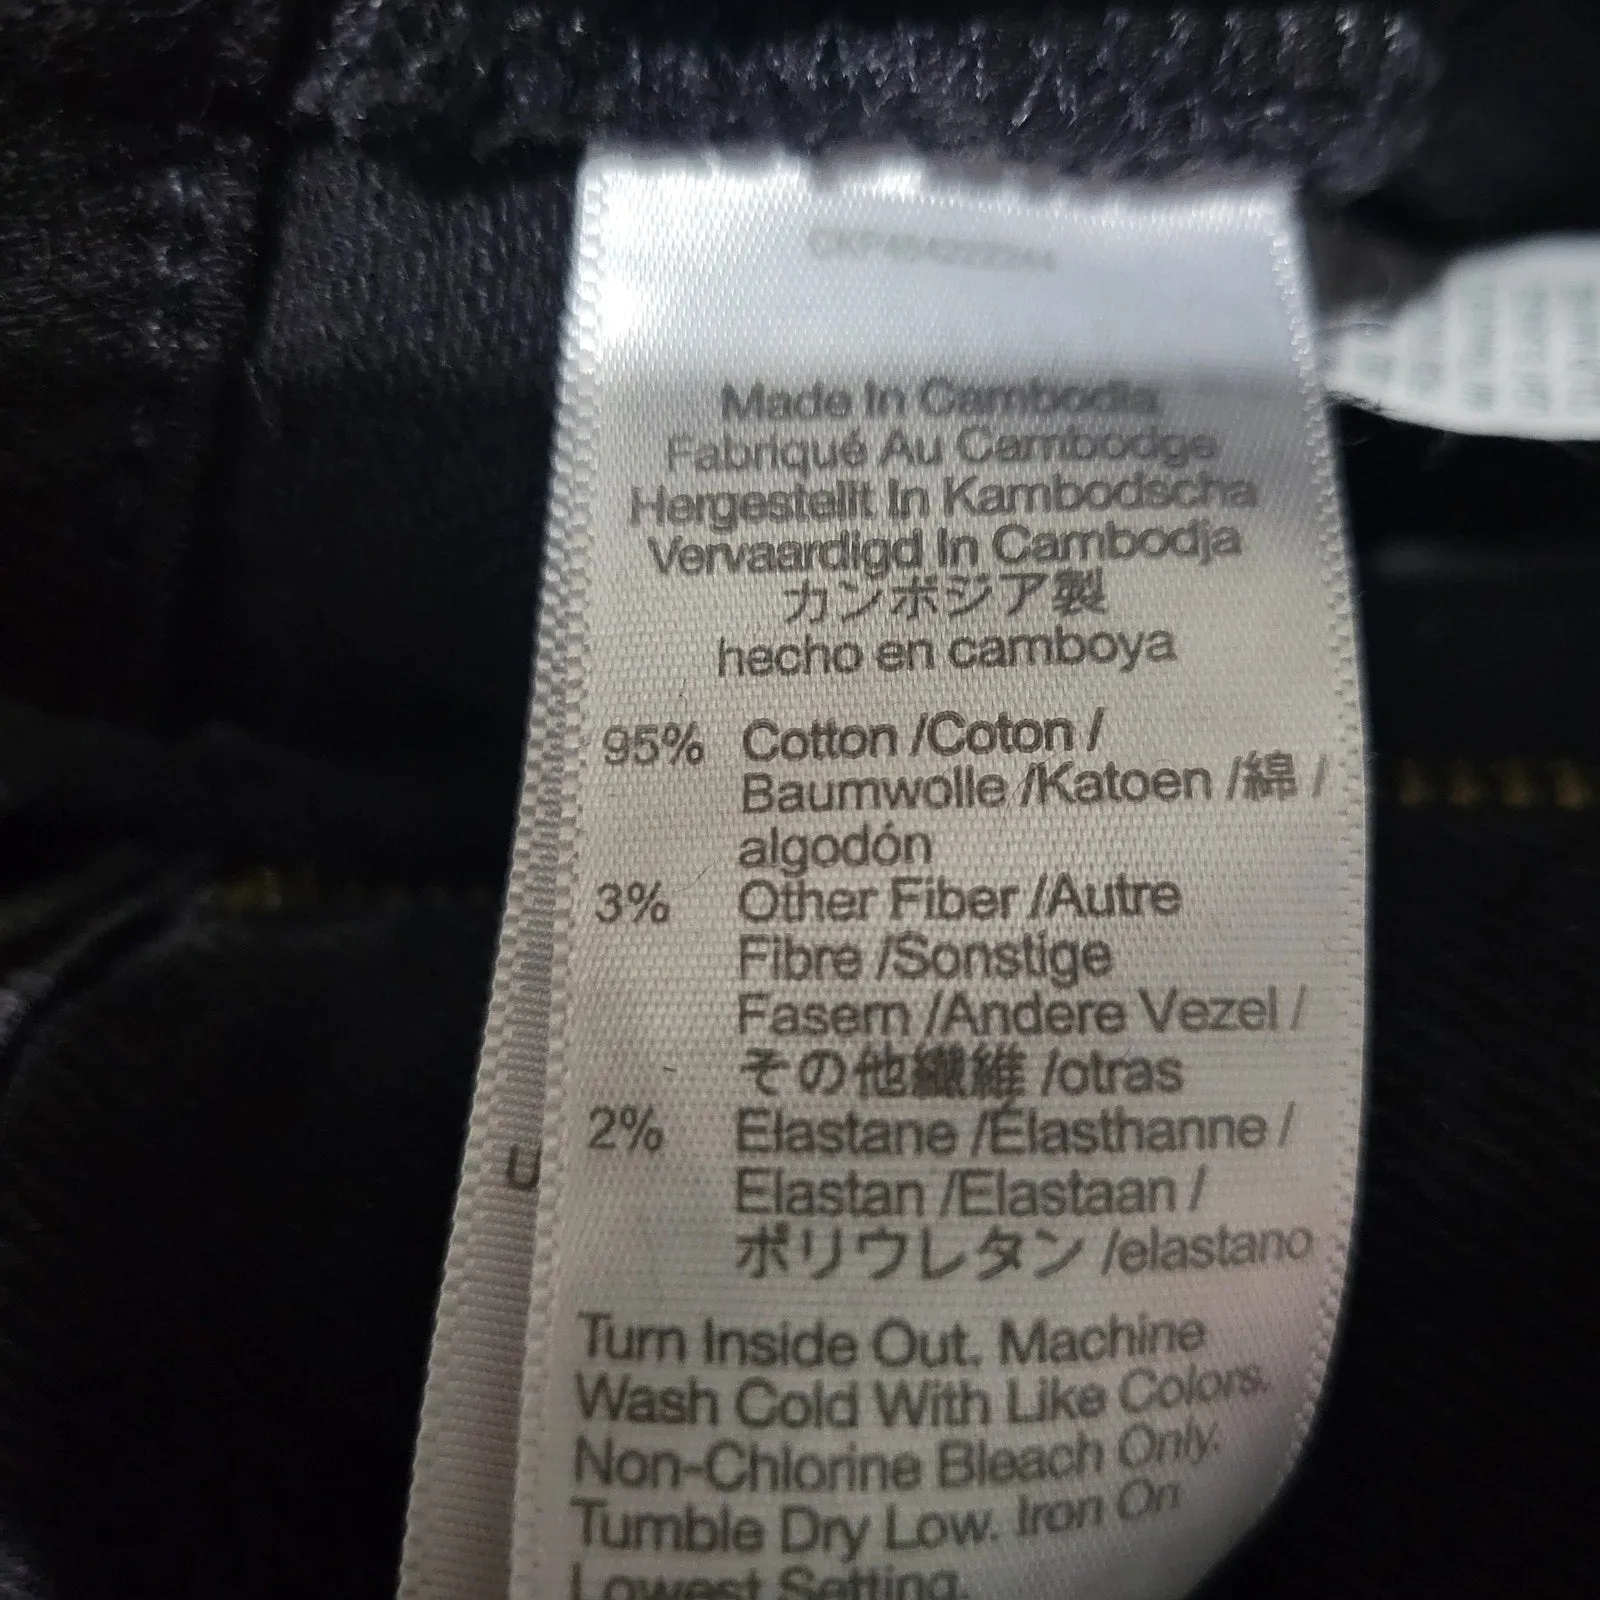 Made In Cambodia
Fabriqué Au Cambodge
Hergestellt In Kambodscha
Vervaardigd In Cambodja
カンボジア製
hecho en camboya
95% Cotton /Coton /
Baumwolle /Katoen /綿 /
algodón
3% Other Fiber /Autre
Fibre /Sonstige
Fasern /Andere Vezel /
その他繊維 /otras
2% Elastane /Élasthanne /
Elastan /Elastaan /
ポリウレタン /elastano
Turn Inside Out. Machine
Wash Cold With Like Colors.
Non-Chlorine Bleach Only.
Tumble Dry Low. Iron On
Lowest Setting.